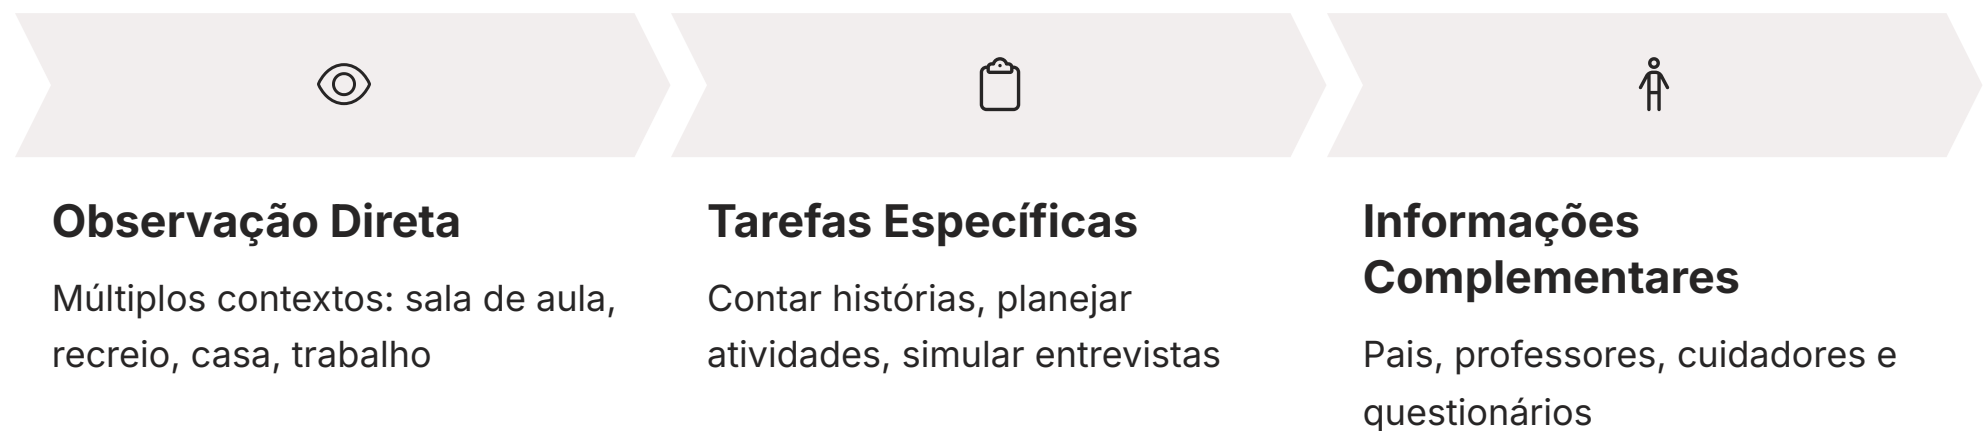 Observação Direta
Múltiplos contextos: sala de aula,
recreio, casa, trabalho
Tarefas Específicas
Contar histórias, planejar
atividades, simular entrevistas
Informações
Complementares
Pais, professores, cuidadores e
questionários